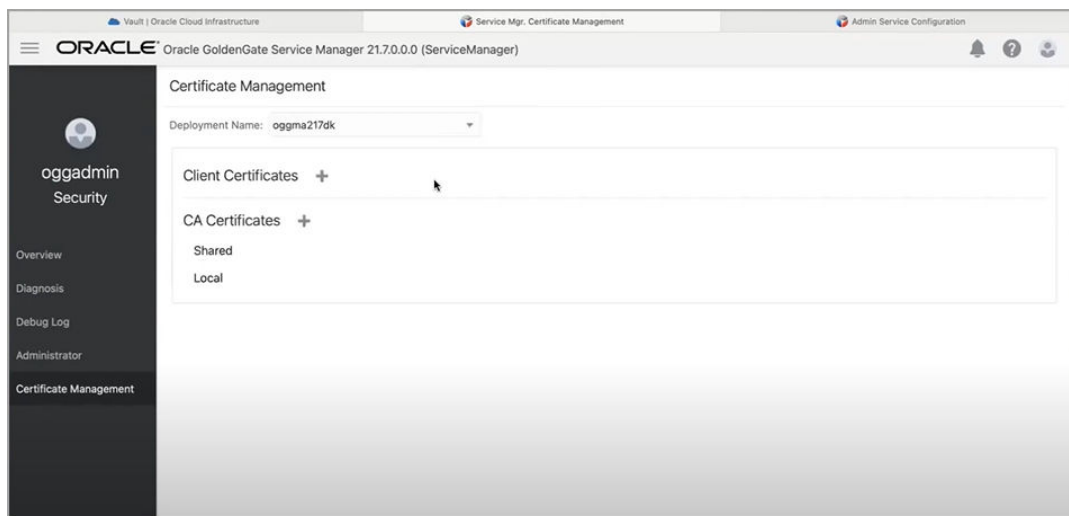 Vault | Oracle Cloud Infrastructure
Service Mgr. Certificate Management
Admin Service Configuration
ORACLE® Oracle GoldenGate Service Manager 21.7.0.0.0 (ServiceManager)
oggadmin
Security
Overview
Diagnosis
Debug Log
Administrator
Certificate Management
Certificate Management
Deployment Name: oggma217dk
Client Certificates +
CA Certificates +
Shared
Local